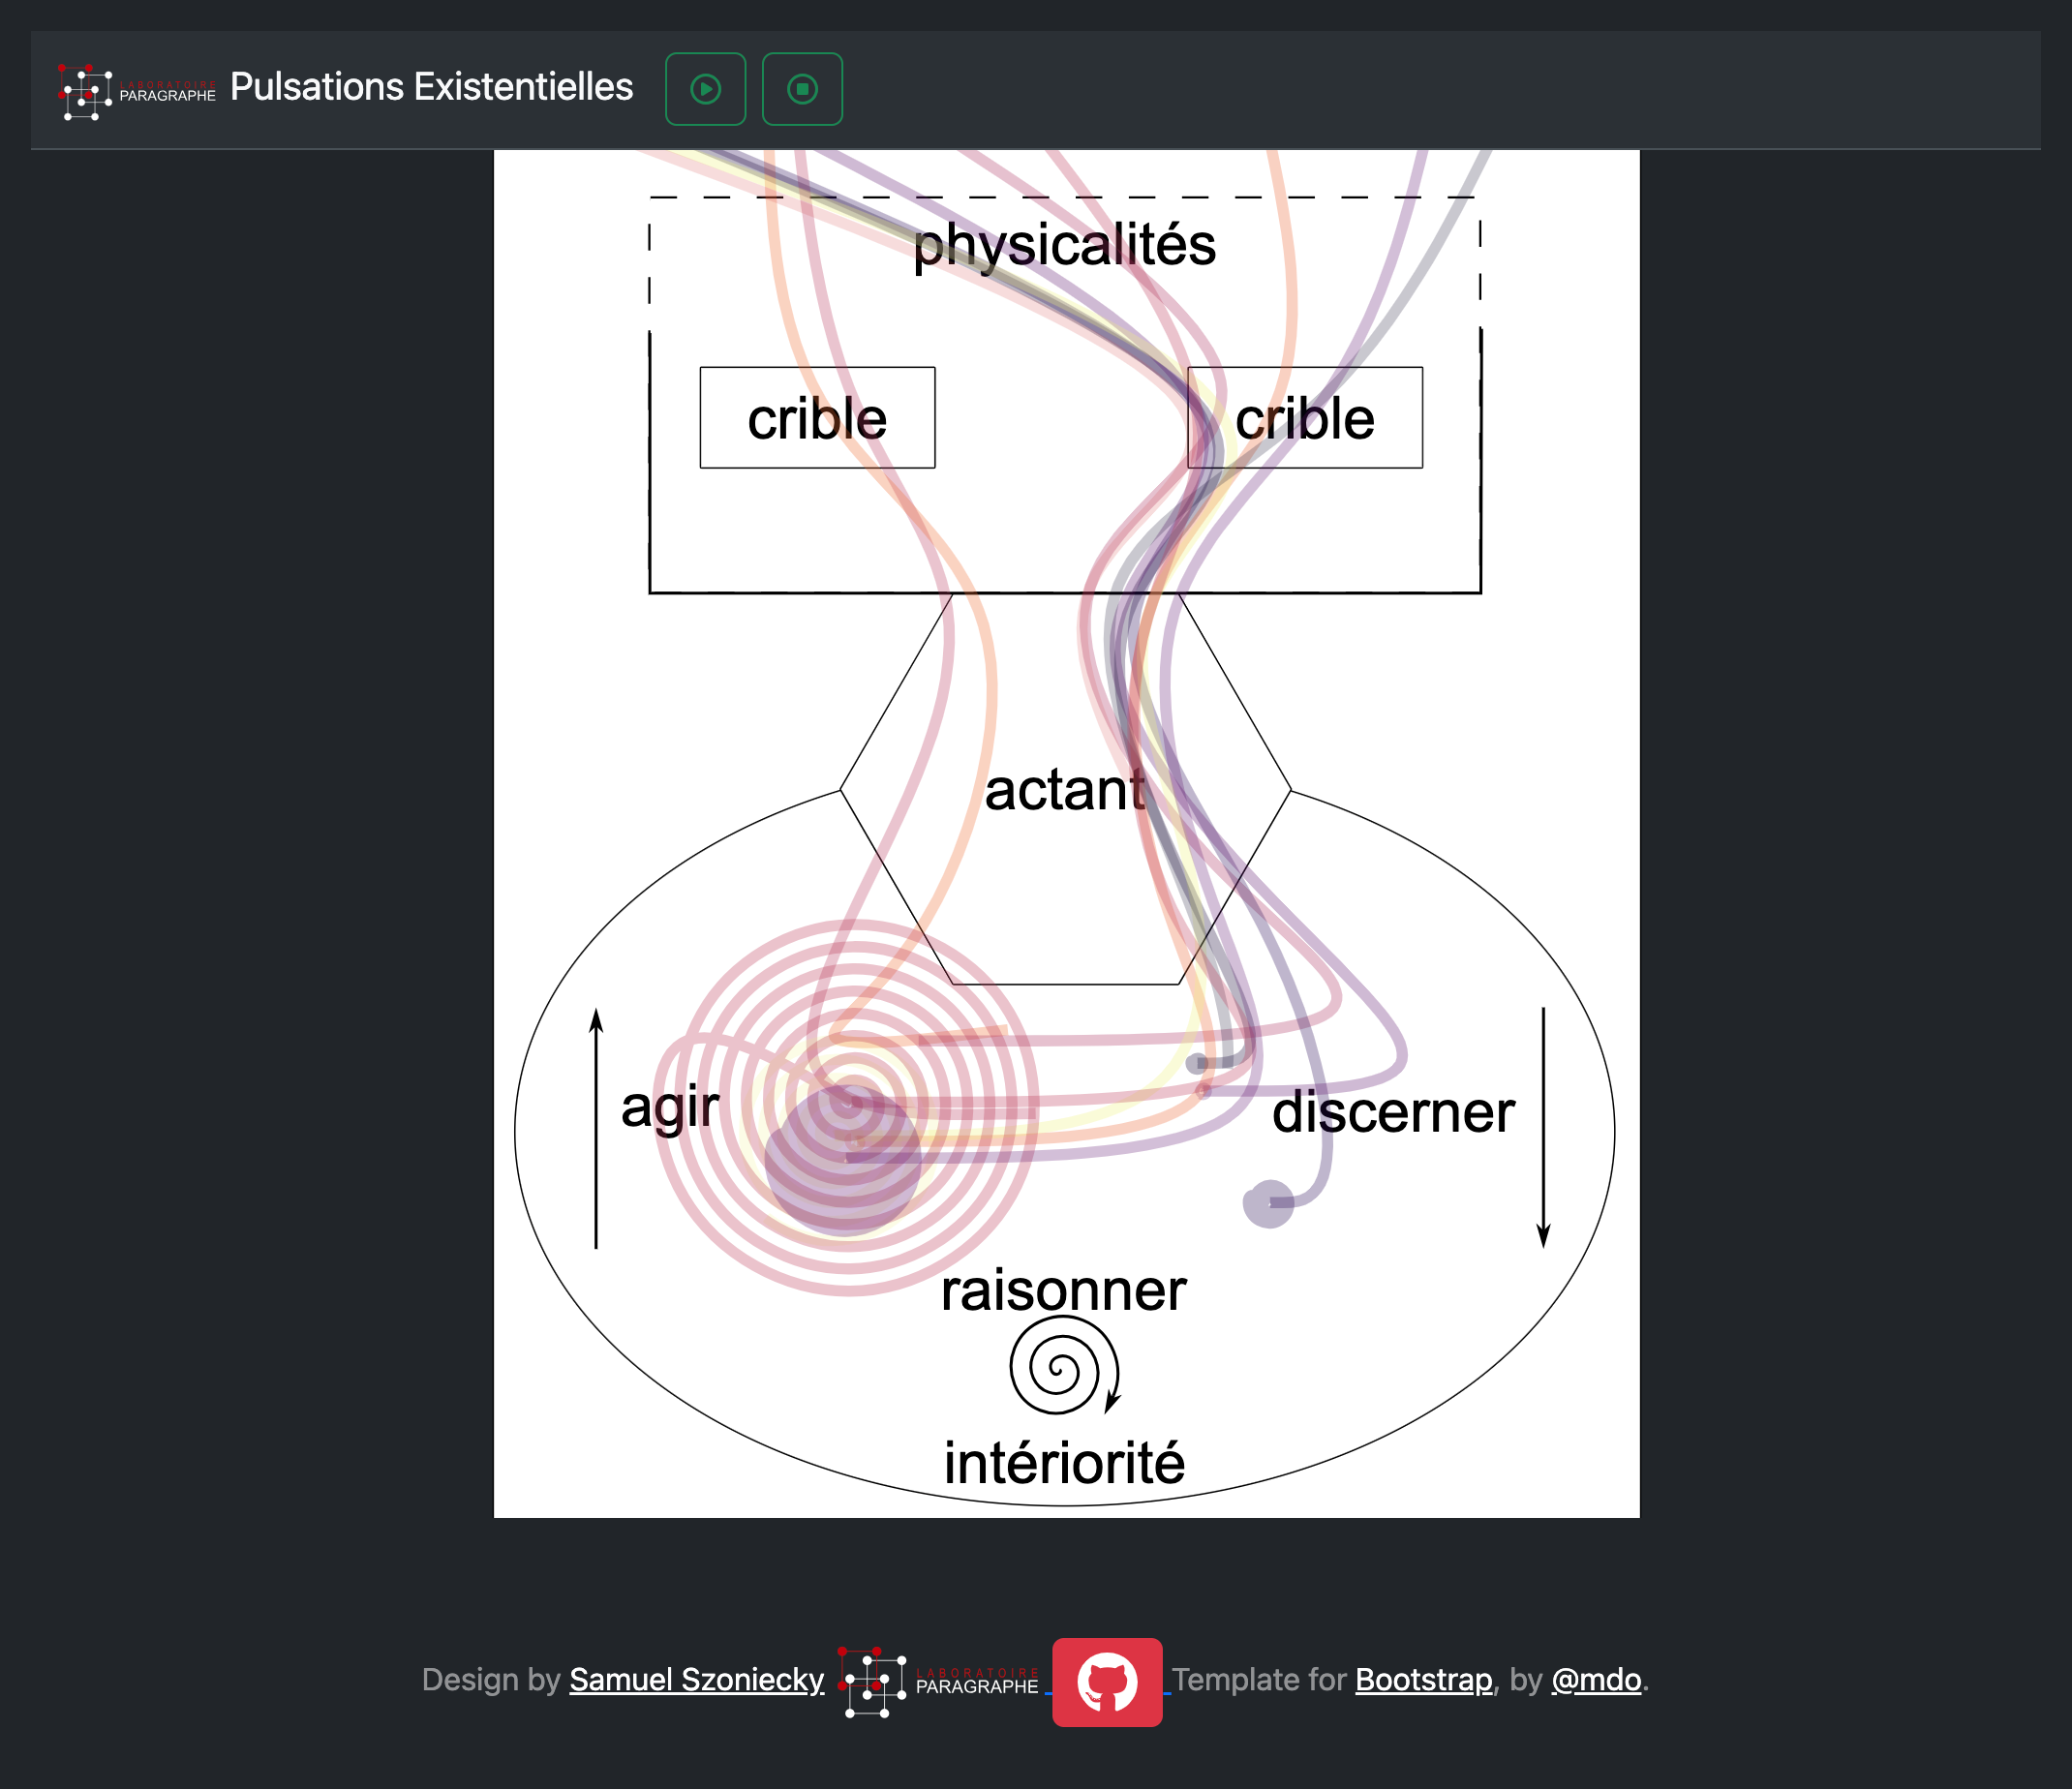 LABORATOIRE
PARAGRAPHE
Pulsations Existentielles
physicalités
crible
crible
actant
agir
discerner
raisonner
intériorité
Design by Samuel Szoniecky
LABORATOIRE
PARAGRAPHE
Template for Bootstrap, by @mdo.